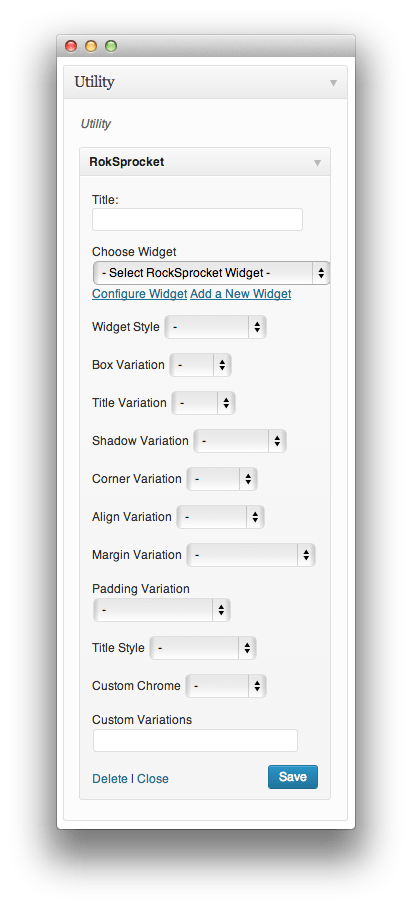 Utility
Utility
RokSprocket
Title:
Choose Widget
- Select RockSprocket Widget -
Configure Widget Add a New Widget
Widget Style -
Box Variation -
Title Variation -
Shadow Variation -
Corner Variation -
Align Variation -
Margin Variation -
Padding Variation
-
Title Style -
Custom Chrome -
Custom Variations
Delete | Close Save